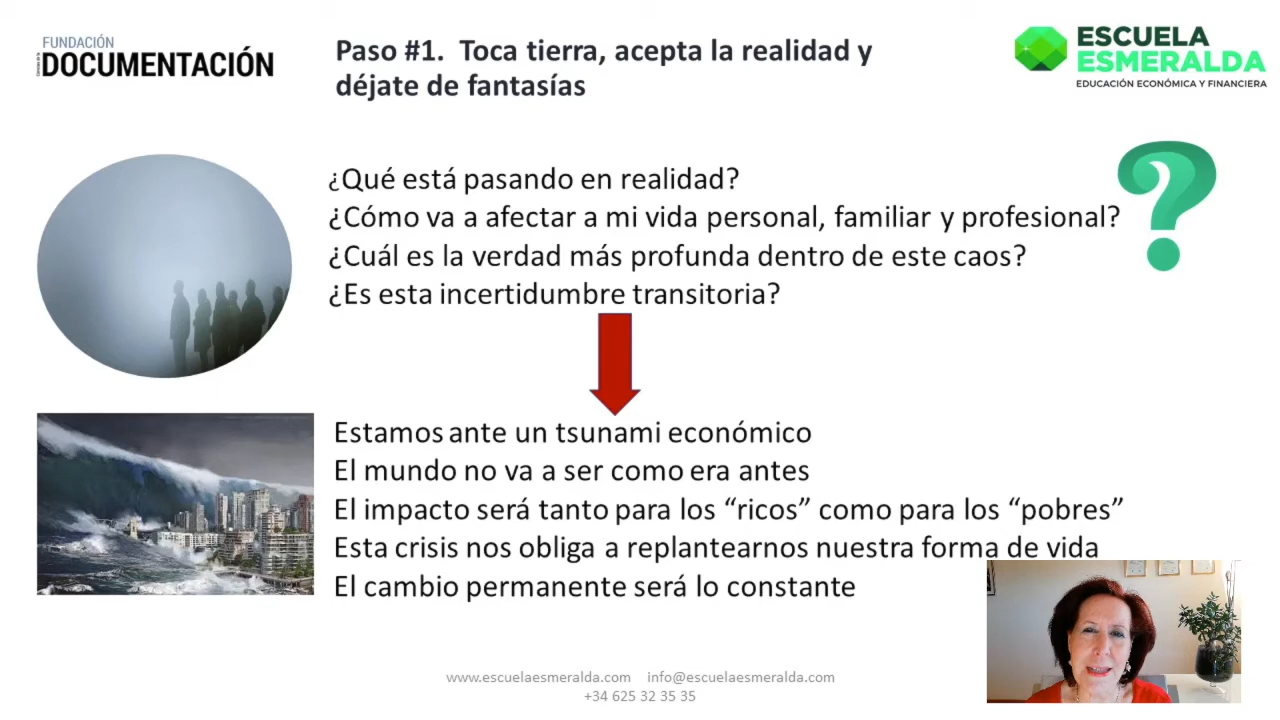 FUNDACIÓN
DOCUMENTACIÓN
Paso #1. Toca tierra, acepta la realidad y
déjate de fantasías
ESCUELA
ESMERALDA
EDUCACIÓN ECONÓMICA Y FINANCIERA
¿Qué está pasando en realidad?
¿Cómo va a afectar a mi vida personal, familiar y profesional?
¿Cuál es la verdad más profunda dentro de este caos?
¿Es esta incertidumbre transitoria?
?
Estamos ante un tsunami económico
El mundo no va a ser como era antes
El impacto será tanto para los “ricos” como para los “pobres”
Esta crisis nos obliga a replantearnos nuestra forma de vida
El cambio permanente será lo constante
www.escuelaesmeralda.com info@escuelaesmeralda.com
+34 625 32 35 35